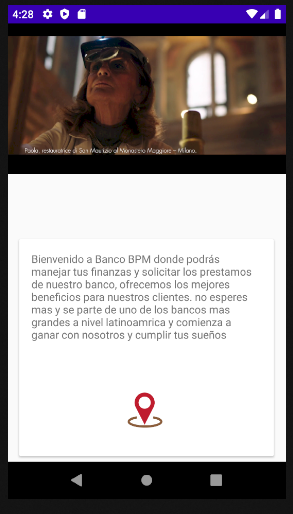 4:28
Paola, restauratrice di San Maurizio al Monastero Maggiore – Milano.
Bienvenido a Banco BPM donde podrás
manejar tus finanzas y solicitar los prestamos
de nuestro banco, ofrecemos los mejores
beneficios para nuestros clientes. no esperes
mas y se parte de uno de los bancos mas
grandes a nivel latinoamrica y comienza a
ganar con nosotros y cumplir tus sueños